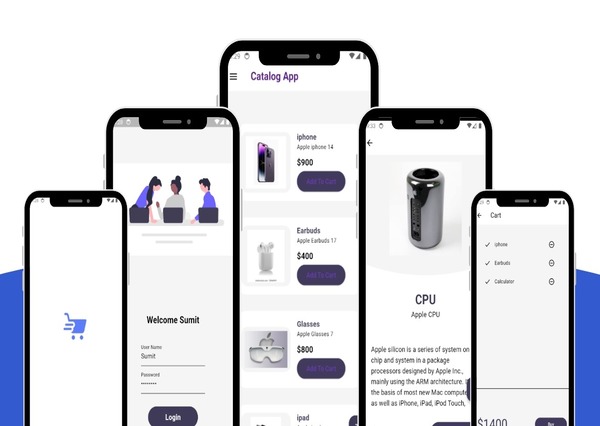 Welcome Sumit
User Name
Sumit
Password
••••••••
Login
Catalog App
iphone
Apple iphone 14
$900
Add To Cart
Earbuds
Apple Earbuds 17
$400
Add To Cart
Glasses
Apple Glasses 7
$800
Add To Cart
ipad
CPU
Apple CPU
Apple silicon is a series of system on
chip and system in a package
processors designed by Apple Inc.,
mainly using the ARM architecture. I
the basis of most new Mac compute
as well as iPhone, iPad, iPod Touch,
Cart
iphone
Earbuds
Calculator
$1400
Buy